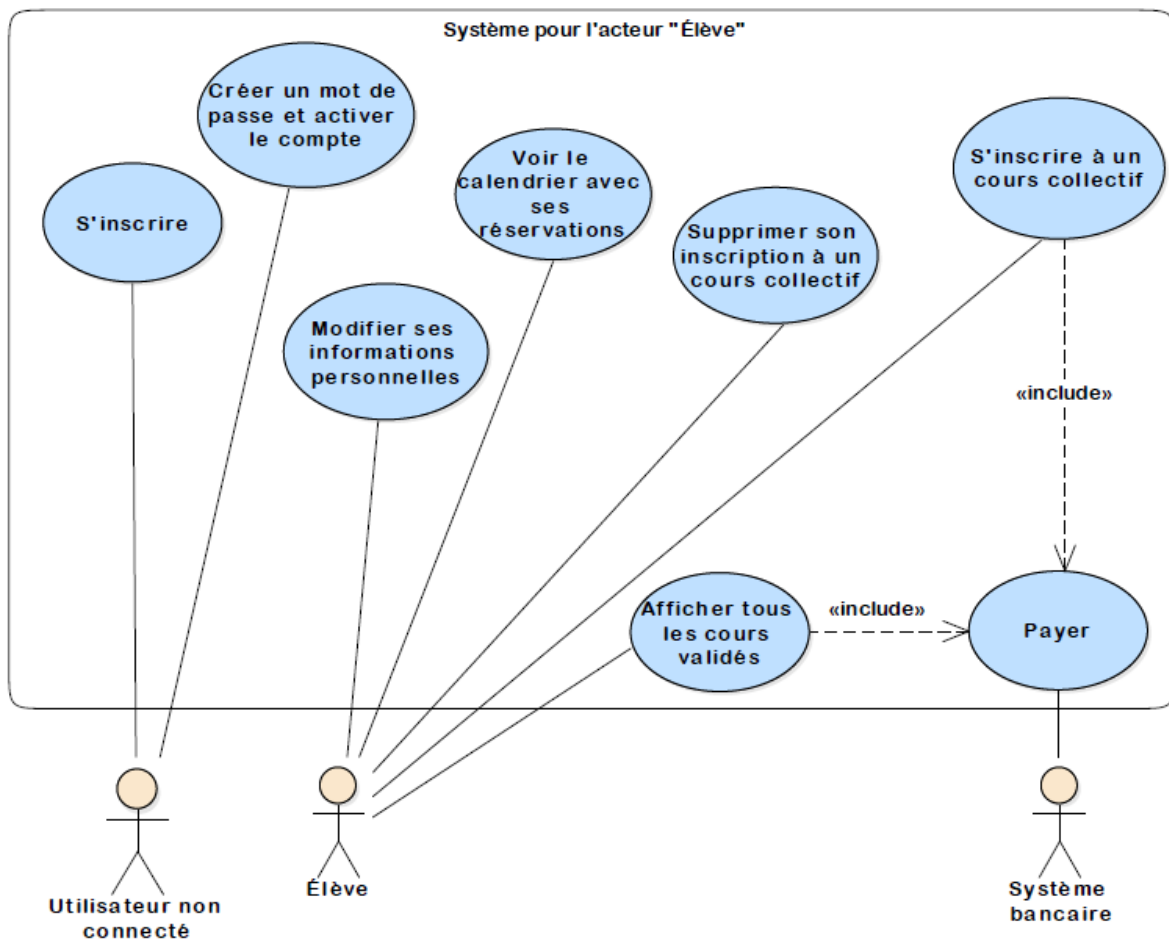 Système pour l'acteur "Élève"
Créer un mot de
passe et activer
le compte
S'inscrire
Voir le
calendrier avec
ses
réservations
S'inscrire à un
cours collectif
Supprimer son
inscription à un
cours collectif
Modifier ses
informations
personnelles
«include»
Afficher tous
les cours
validés
«include»
Payer
Utilisateur non
connecté
Élève
Système
bancaire